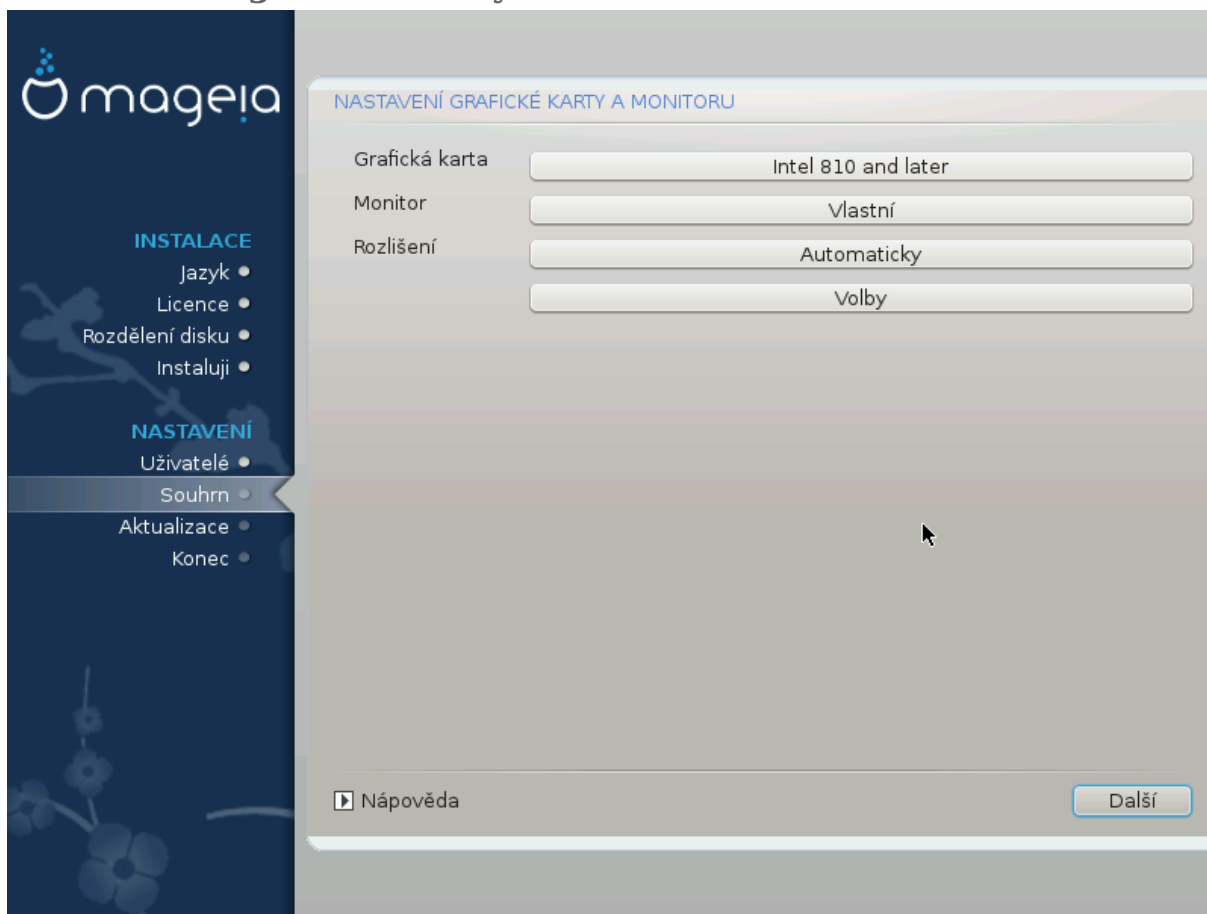 mageia
INSTALACE
Jazyk
Licence
Rozdělení disku
Instaluji
NASTAVENÍ
Uživatelé
Souhrn
Aktualizace
Konec
NASTAVENÍ GRAFICKÉ KARTY A MONITORU
Grafická karta
Intel 810 and later
Monitor
Vlastní
Rozlišení
Automaticky
Volby
Nápověda
Další